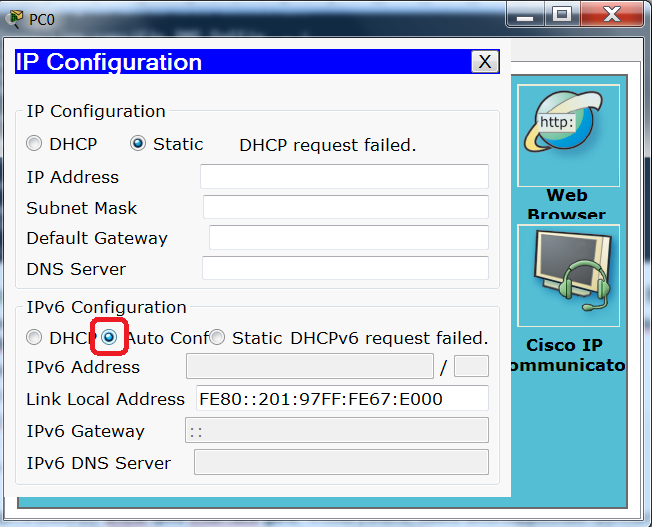 PC0
IP Configuration X
IP Configuration
DHCP Static DHCP request failed.
IP Address
Subnet Mask
Default Gateway
DNS Server
IPv6 Configuration
DHCP Auto Conf Static DHCPv6 request failed.
IPv6 Address /
Link Local Address FE80::201:97FF:FE67:E000
IPv6 Gateway ::
IPv6 DNS Server
http:
Web
Browser
Cisco IP
ommunicato